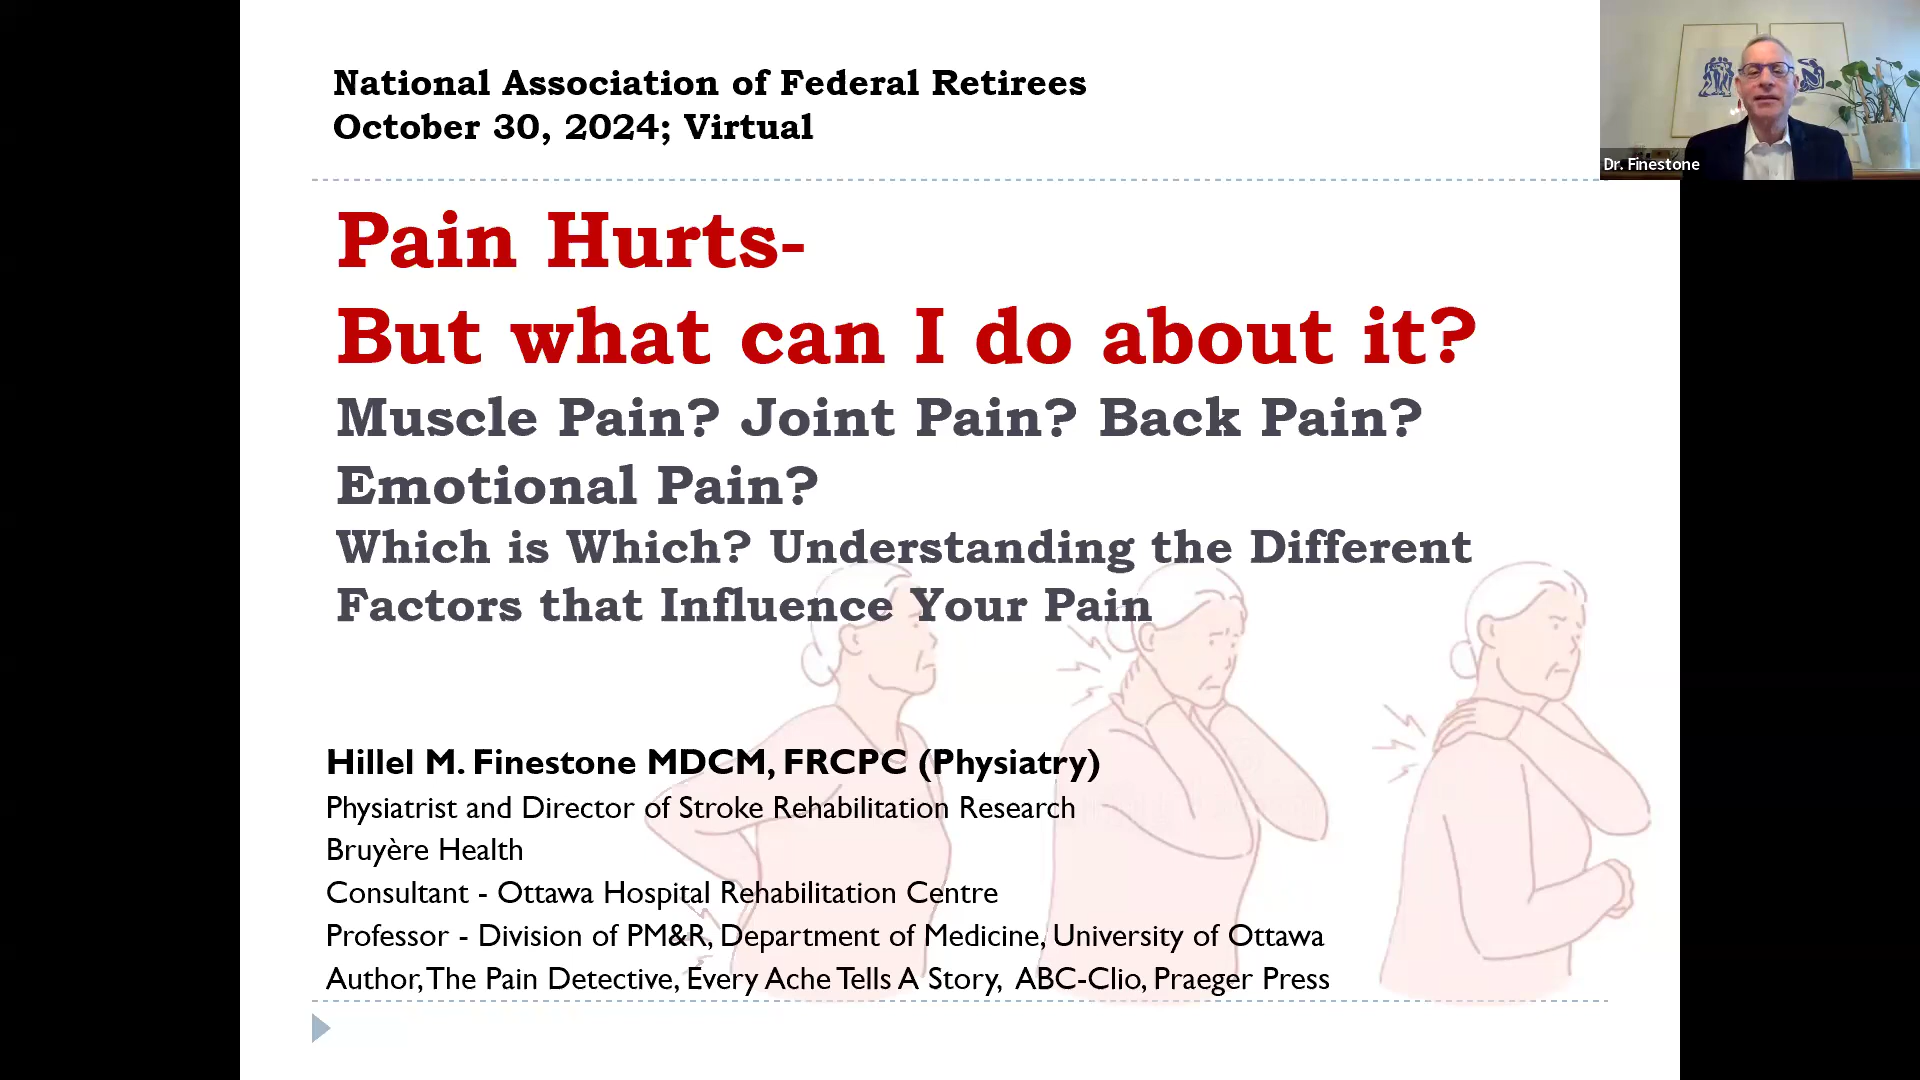 National Association of Federal Retirees
October 30, 2024; Virtual
Dr. Finestone
Pain Hurts-
But what can I do about it?
Muscle Pain? Joint Pain? Back Pain?
Emotional Pain?
Which is Which? Understanding the Different
Factors that Influence Your Pain
Hillel M. Finestone MDCM, FRCPC (Physiatry)
Physiatrist and Director of Stroke Rehabilitation Research
Bruyère Health
Consultant - Ottawa Hospital Rehabilitation Centre
Professor - Division of PM&R, Department of Medicine, University of Ottawa
Author, The Pain Detective, Every Ache Tells A Story, ABC-Clio, Praeger Press